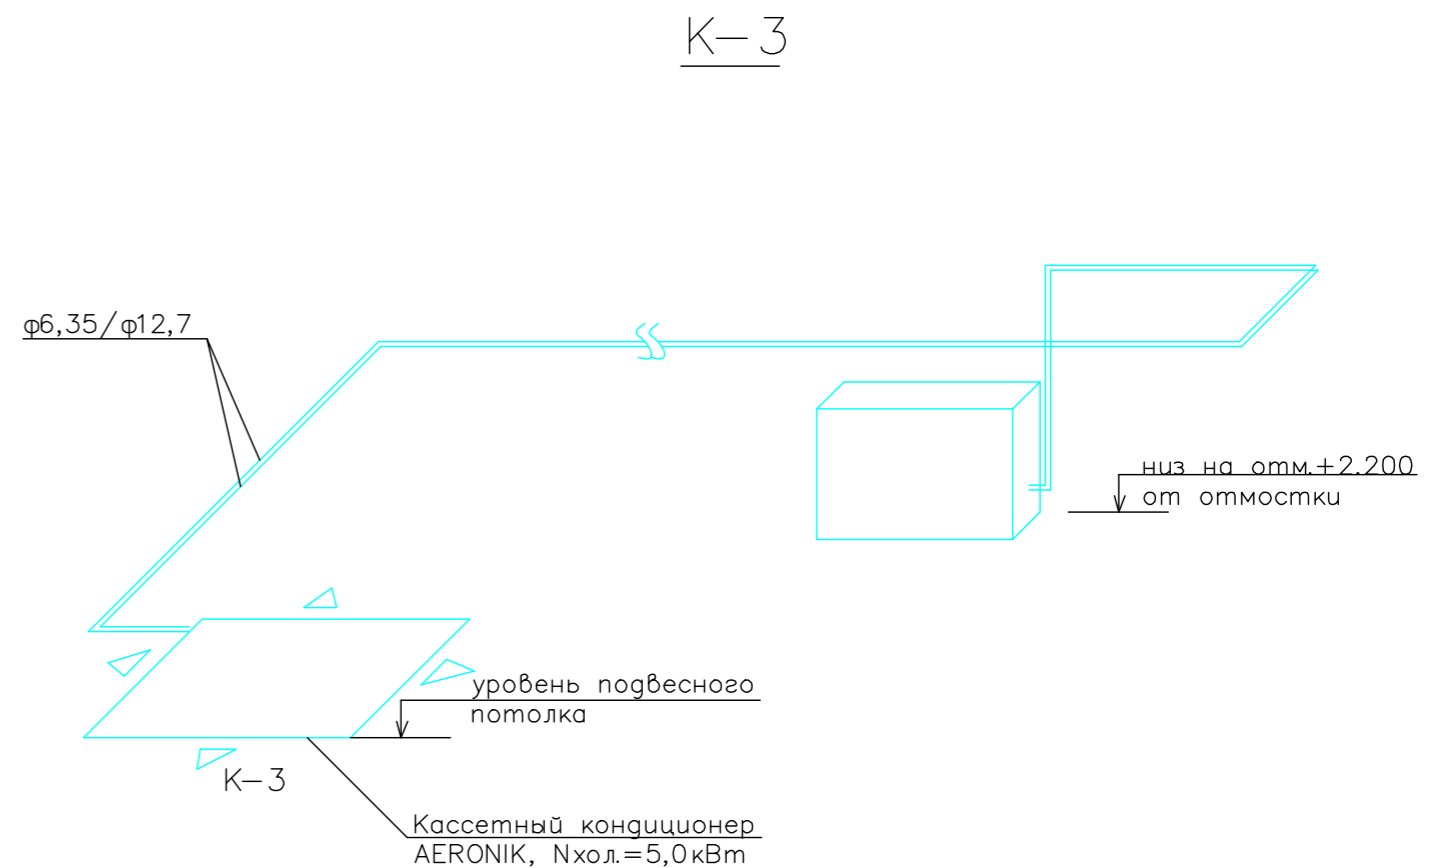 К-3
φ6,35/φ12,7
низ на отм.+2.200
от отмостки
уровень подвесного
потолка
К-3
Кассетный кондиционер
AERONIK, Nхол.=5,0кВт